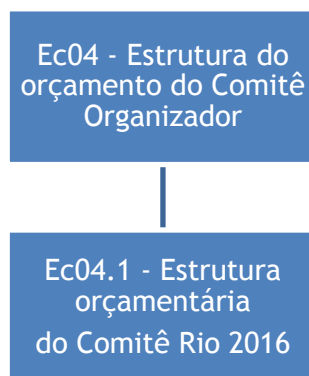 Ec04 - Estrutura do
orçamento do Comitê
Organizador
Ec04.1 - Estrutura
orçamentária
do Comitê Rio 2016